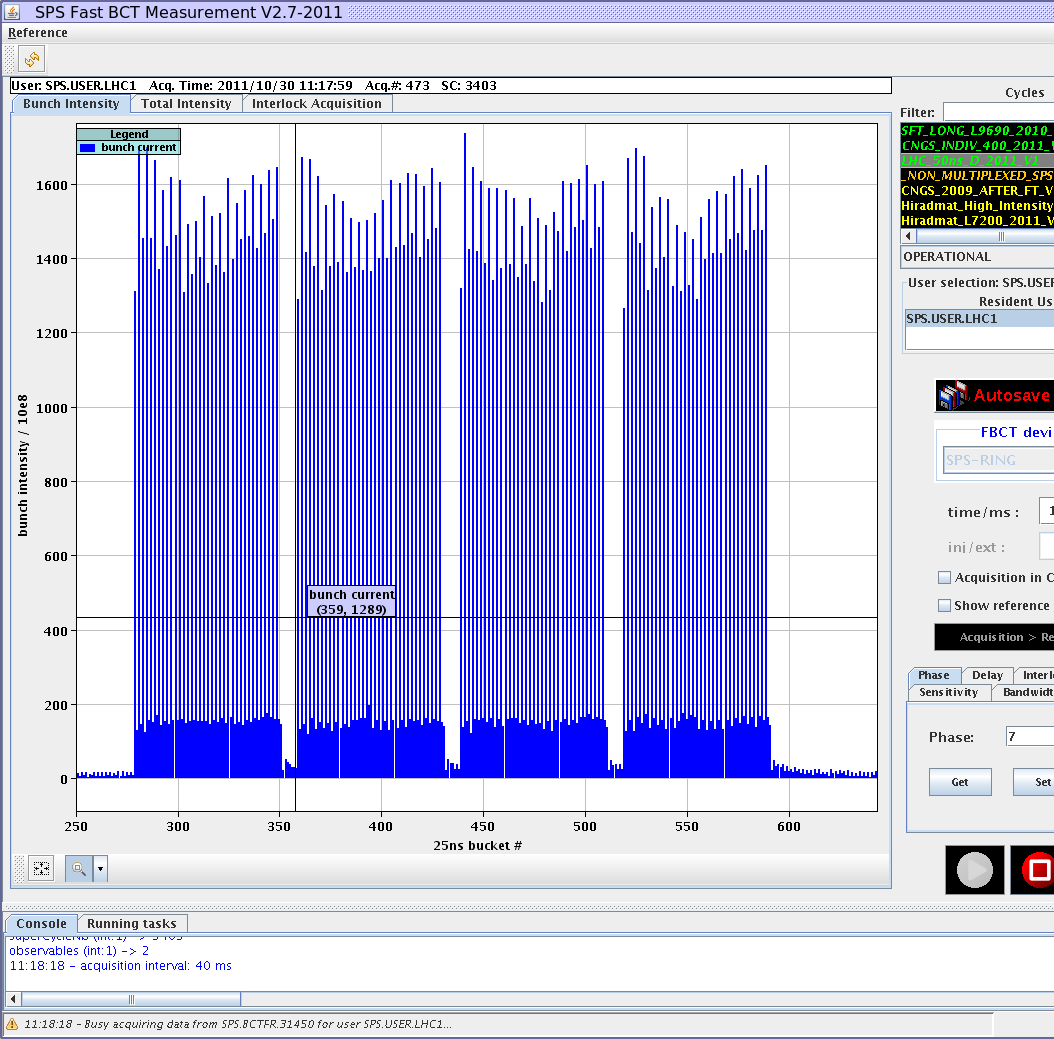 SPS Fast BCT Measurement V2.7-2011
Reference
User: SPS.USER.LHC1 Acq. Time: 2011/10/30 11:17:59 Acq.#: 473 SC: 3403
Bunch Intensity Total Intensity Interlock Acquisition
Legend
bunch current
1600
1400
1200
1000
800
600
400
200
0
bunch intensity / 10e8
bunch current
(359, 1289)
250 300 350 400 450 500 550 600
25ns bucket #
Cycles
Filter:
SFT_LONG_L9690_2010_
CNGS_INDIV_400_2011_
LHC_50ns_D_2011_V1
_NON_MULTIPLEXED_SPS
CNGS_2009_AFTER_FT_V
Hiradmat_High_Intensity
Hiradmat_L7200_2011_V
OPERATIONAL
User selection: SPS.USER
Resident Us
SPS.USER.LHC1
Autosave
FBCT devi
SPS-RING
time/ms : 1
inj/ext :
Acquisition in C
Show reference
Acquisition > Re
Phase Delay Interl
Sensitivity Bandwidt
Phase: 7
Get Set
Console Running tasks
superCycleNb (int:1) -> 3403
observables (int:1) -> 2
11:18:18 - acquisition interval: 40 ms
11:18:18 - Busy acquiring data from SPS.BCTFR.31450 for user SPS.USER.LHC1...